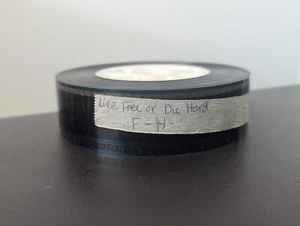 Live Free or Die Hard
F - H -